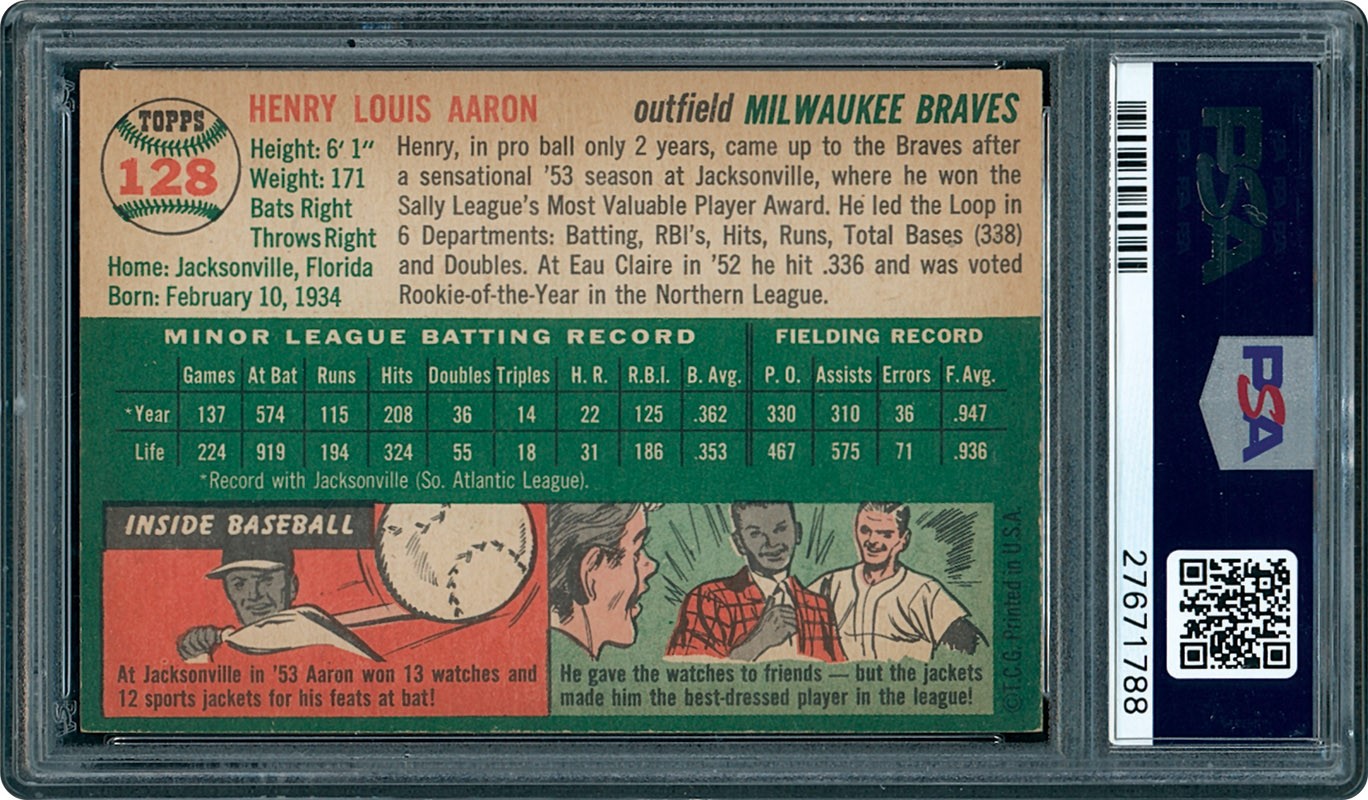 TOPPS
128
HENRY LOUIS AARON outfield MILWAUKEE BRAVES
Height: 6' 1"
Weight: 171
Bats Right
Throws Right
Home: Jacksonville, Florida
Born: February 10, 1934
Henry, in pro ball only 2 years, came up to the Braves after
a sensational '53 season at Jacksonville, where he won the
Sally League's Most Valuable Player Award. He led the Loop in
6 Departments: Batting, RBI's, Hits, Runs, Total Bases (338)
and Doubles. At Eau Claire in '52 he hit .336 and was voted
Rookie-of-the-Year in the Northern League.
MINOR LEAGUE BATTING RECORD FIELDING RECORD
Games At Bat Runs Hits Doubles Triples H. R. R.B.I. B. Avg. P. O. Assists Errors F. Avg.
*Year 137 574 115 208 36 14 22 125 .362 330 310 36 .947
Life 224 919 194 324 55 18 31 186 .353 467 575 71 .936
*Record with Jacksonville (So. Atlantic League).
INSIDE BASEBALL
At Jacksonville in '53 Aaron won 13 watches and
12 sports jackets for his feats at bat!
He gave the watches to friends — but the jackets
made him the best-dressed player in the league!
©T.C.G. Printed in U.S.A.
PSA
PSA
27671788